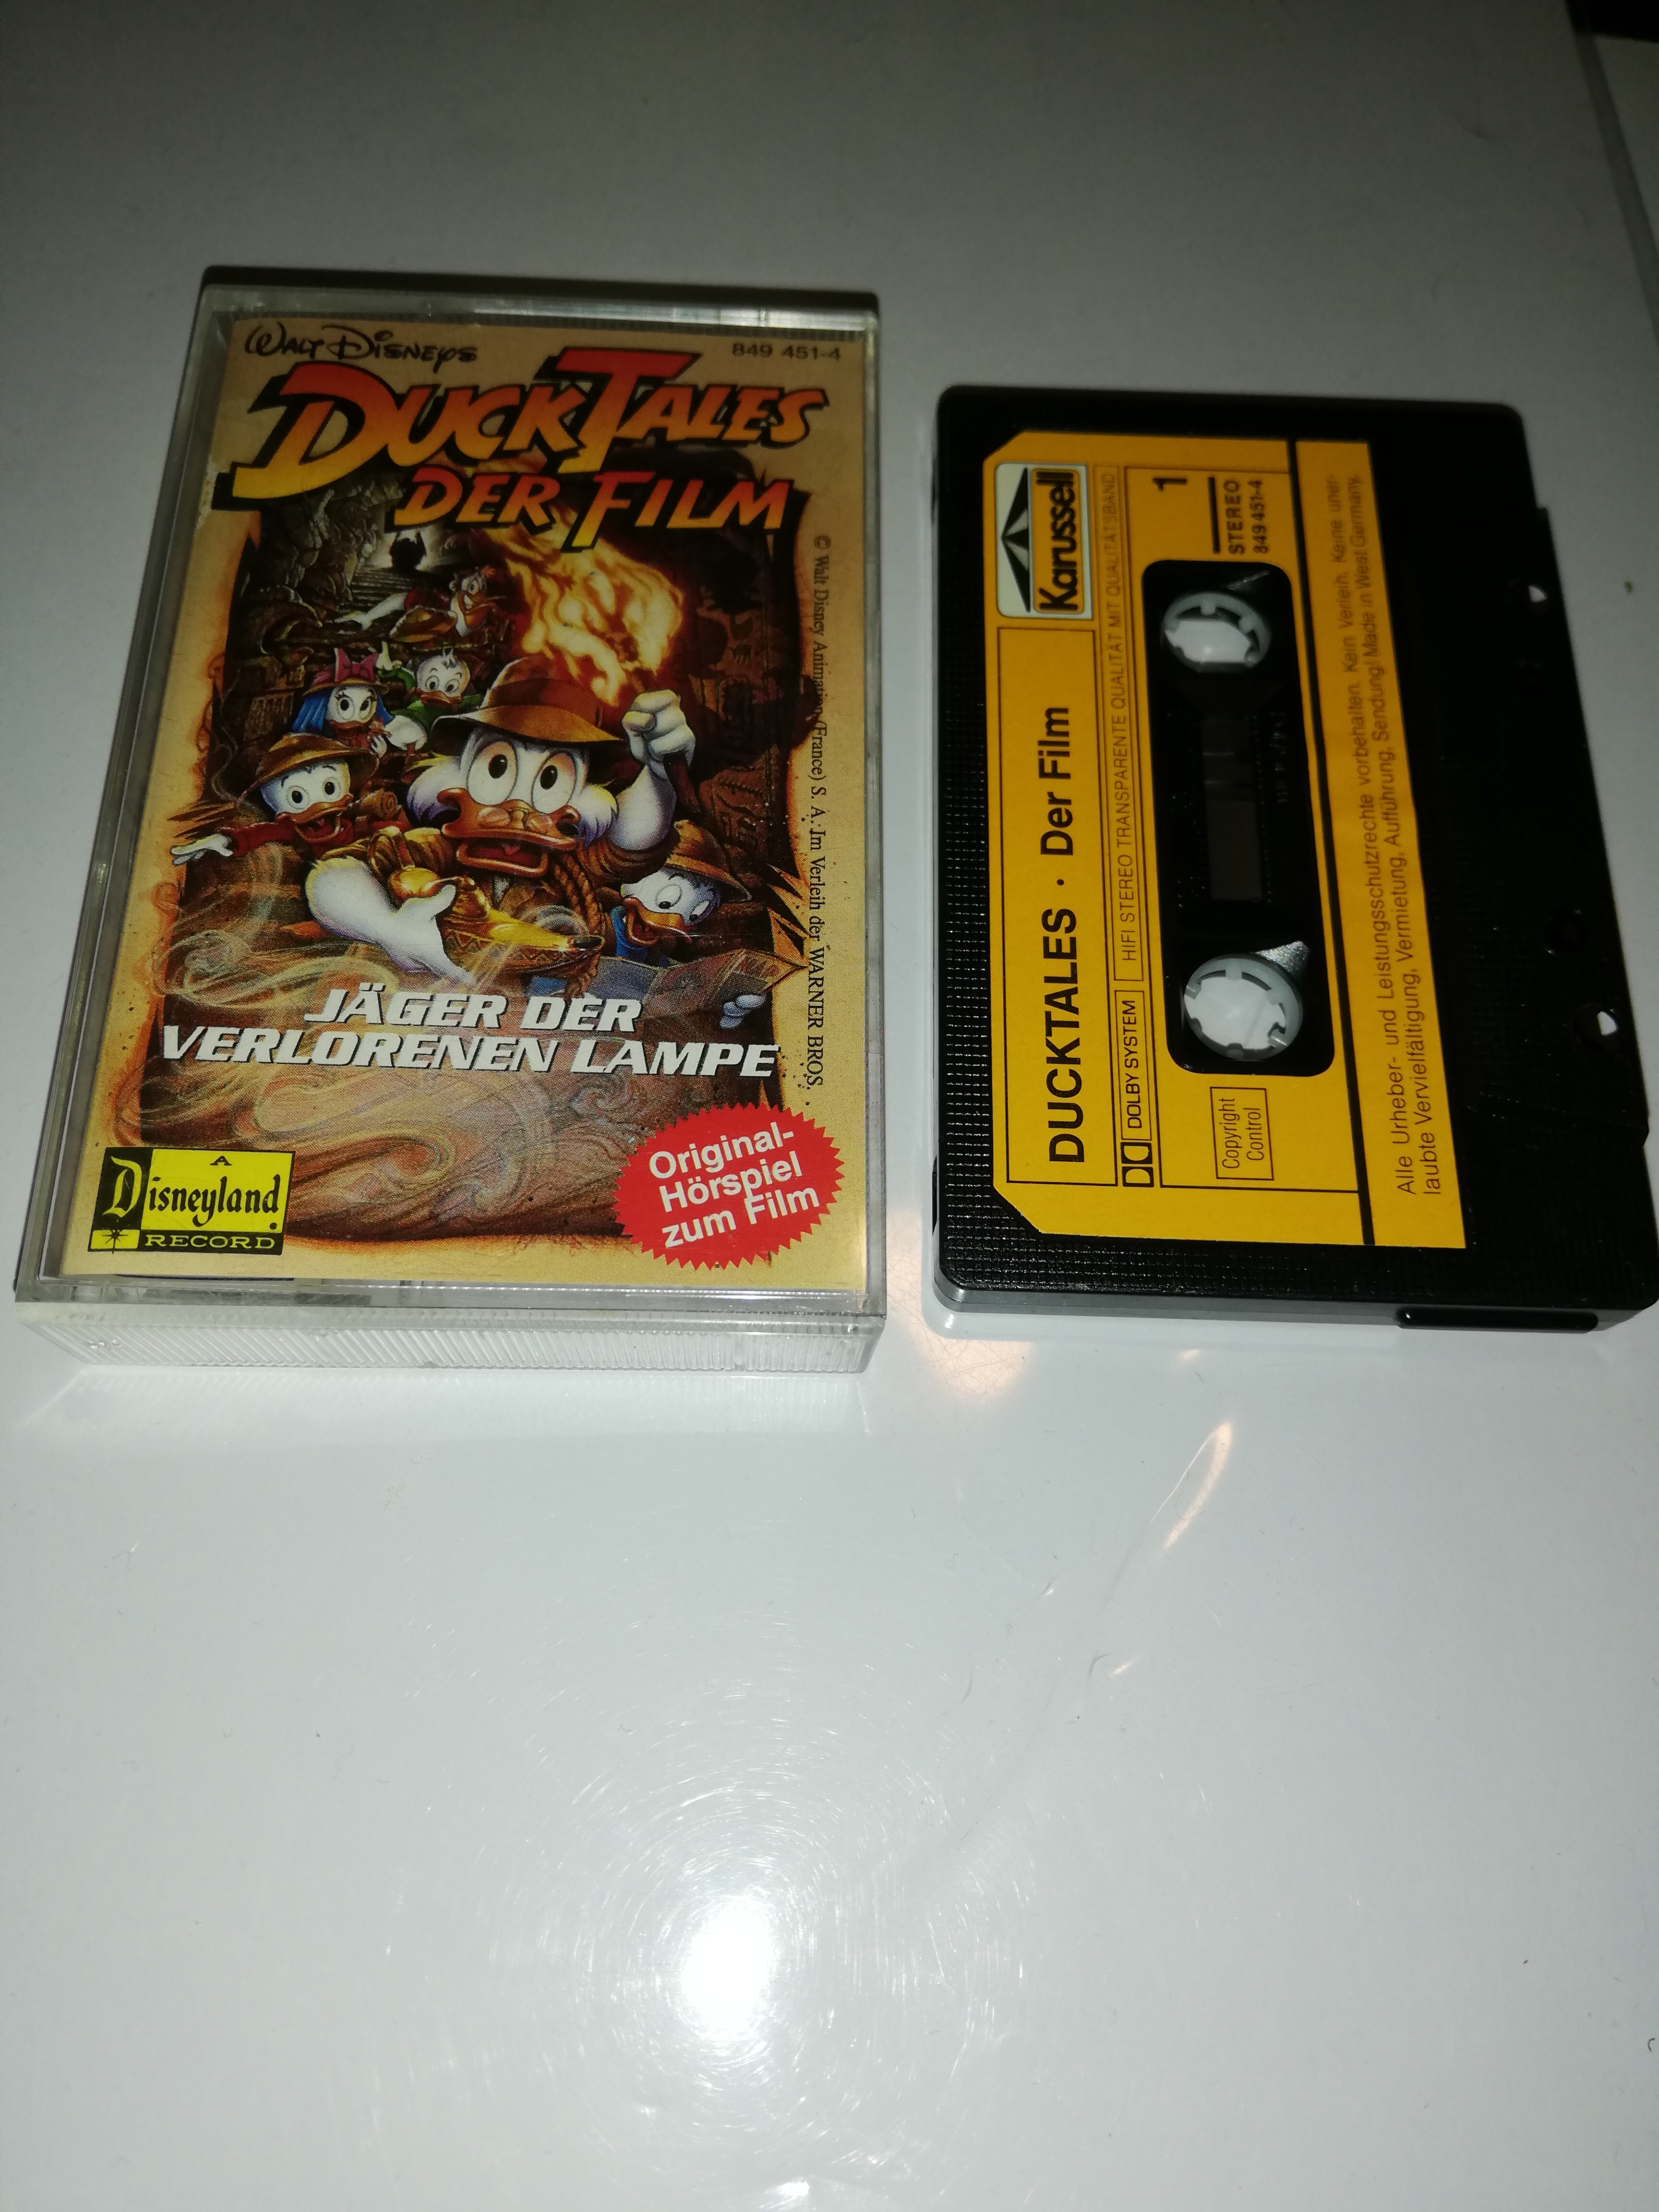 WALT DISNEYS
849 451-4
DUCKTALES
DER FILM
© Walt Disney Animation (France) S. A. Im Verleih der WARNER BROS.
JÄGER DER
VERLORENEN LAMPE
Original-
Hörspiel
zum Film
A
Disneyland
RECORD
Karussell
DUCKTALES · Der Film
DOLBY SYSTEM
HIFI STEREO TRANSPARENTE QUALITÄT MIT QUALITÄTSBAND
1
STEREO
849 451-4
Copyright
Control
Alle Urheber- und Leistungsschutzrechte vorbehalten. Kein Verleih. Keine uner-
laubte Vervielfältigung, Vermietung, Aufführung, Sendung! Made in West Germany.